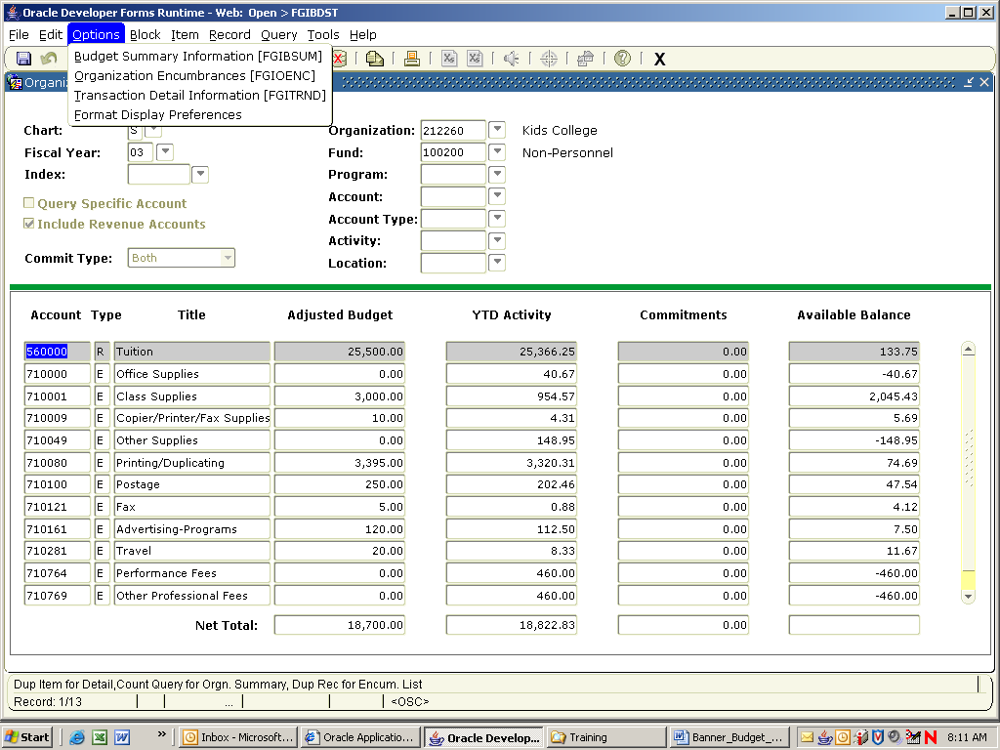 Oracle Developer Forms Runtime - Web: Open > FGIBDST
File Edit Options Block Item Record Query Tools Help
Budget Summary Information [FGIBSUM]
Organization Encumbrances [FGIOENC]
Transaction Detail Information [FGITRND]
Format Display Preferences
X
Chart: S
Organization: 212260 Kids College
Fiscal Year: 03
Fund: 100200 Non-Personnel
Index:
Program:
Account:
Query Specific Account
Account Type:
Include Revenue Accounts
Activity:
Commit Type: Both
Location:
Account Type Title Adjusted Budget YTD Activity Commitments Available Balance
560000 R Tuition 25,500.00 25,366.25 0.00 133.75
710000 E Office Supplies 0.00 40.67 0.00 -40.67
710001 E Class Supplies 3,000.00 954.57 0.00 2,045.43
710009 E Copier/Printer/Fax Supplies 10.00 4.31 0.00 5.69
710049 E Other Supplies 0.00 148.95 0.00 -148.95
710080 E Printing/Duplicating 3,395.00 3,320.31 0.00 74.69
710100 E Postage 250.00 202.46 0.00 47.54
710121 E Fax 5.00 0.88 0.00 4.12
710161 E Advertising-Programs 120.00 112.50 0.00 7.50
710281 E Travel 20.00 8.33 0.00 11.67
710764 E Performance Fees 0.00 460.00 0.00 -460.00
710769 E Other Professional Fees 0.00 460.00 0.00 -460.00
Net Total: 18,700.00 18,822.83 0.00
Dup Item for Detail,Count Query for Orgn. Summary, Dup Rec for Encum. List
Record: 1/13 ... <OSC>
Start » Inbox - Microsoft... Oracle Applicatio... Oracle Develop... Training Banner_Budget_... 8:11 AM